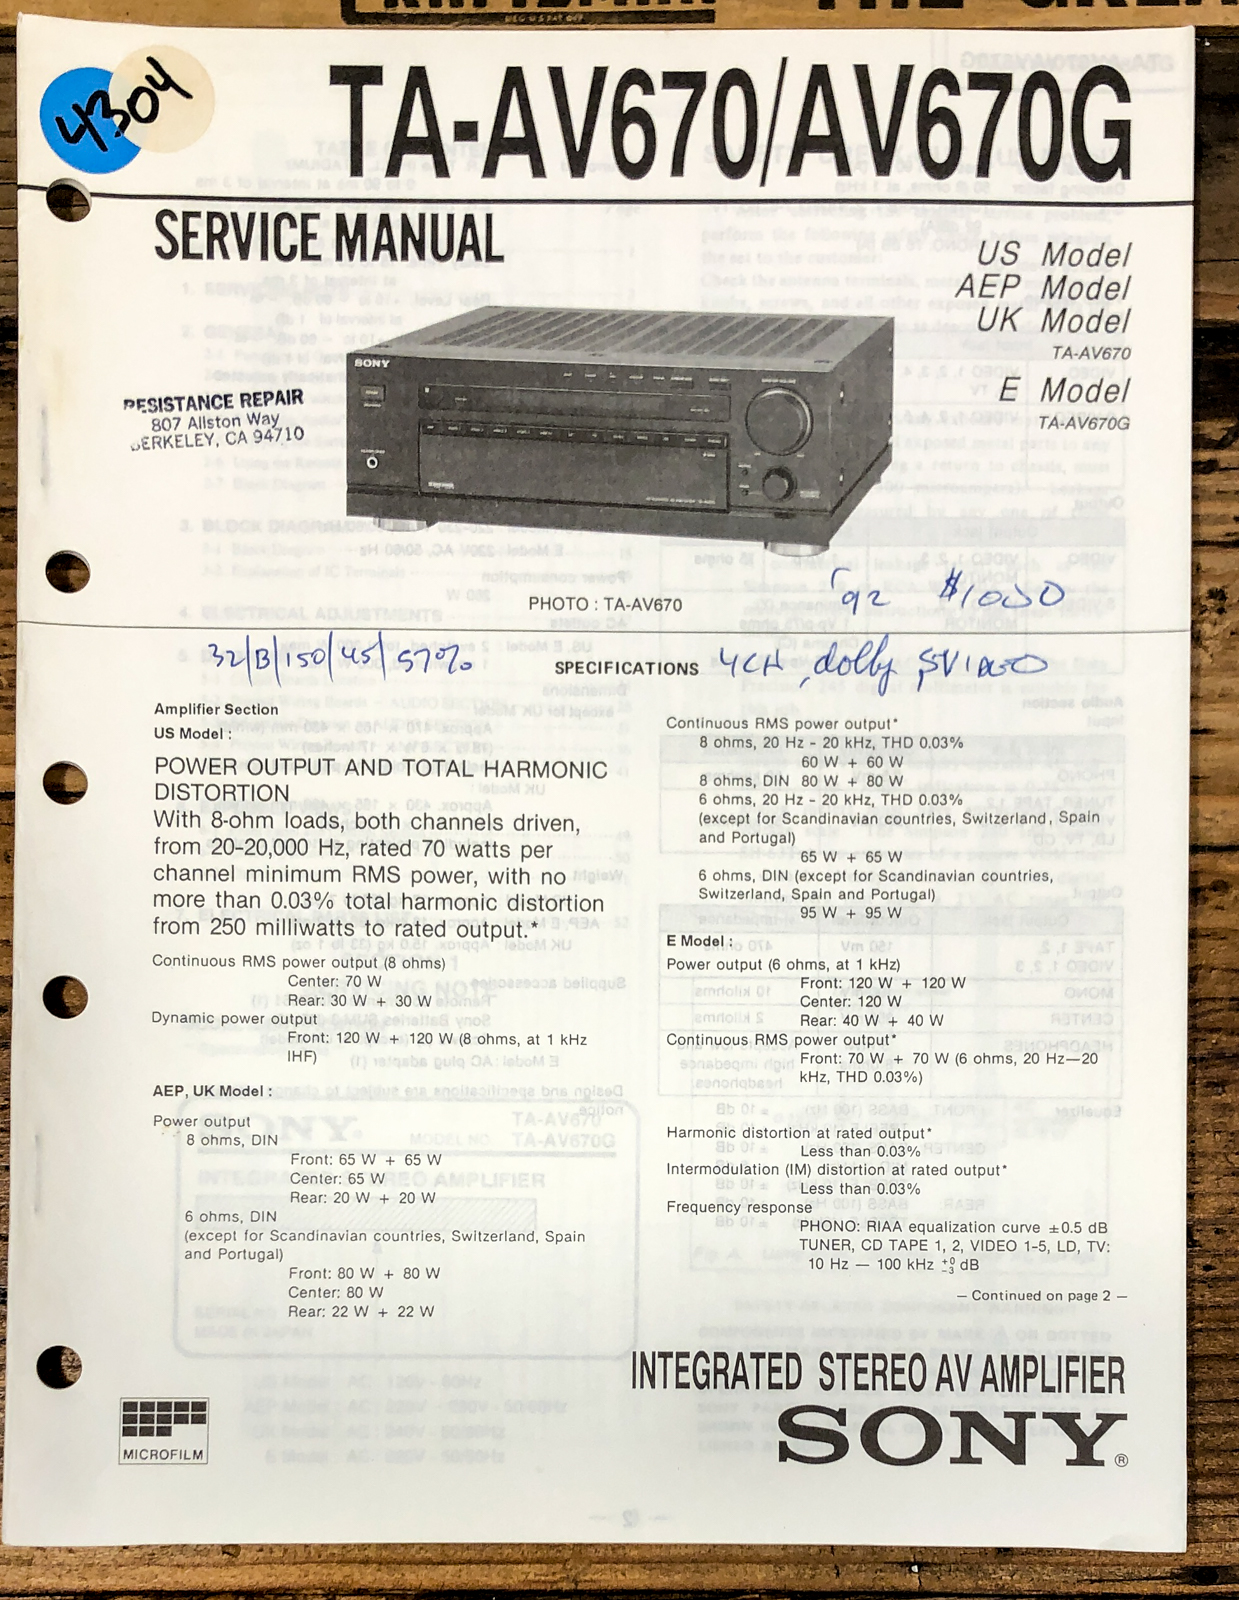 4304
TA-AV670/AV670G
SERVICE MANUAL
US Model
AEP Model
UK Model
TA-AV670
E Model
TA-AV670G
SONY
RESISTANCE REPAIR
807 Allston Way
BERKELEY, CA 94710
PHOTO : TA-AV670
'92 $1000
32/B/150/45/57%
SPECIFICATIONS
4CH, dolby, SVIDEO
Amplifier Section
US Model :
POWER OUTPUT AND TOTAL HARMONIC
DISTORTION
With 8-ohm loads, both channels driven,
from 20-20,000 Hz, rated 70 watts per
channel minimum RMS power, with no
more than 0.03% total harmonic distortion
from 250 milliwatts to rated output.*
Continuous RMS power output (8 ohms)
Center: 70 W
Rear: 30 W + 30 W
Dynamic power output
Front: 120 W + 120 W (8 ohms, at 1 kHz
IHF)
AEP, UK Model :
Power output
8 ohms, DIN
Front: 65 W + 65 W
Center: 65 W
Rear: 20 W + 20 W
6 ohms, DIN
(except for Scandinavian countries, Switzerland, Spain
and Portugal)
Front: 80 W + 80 W
Center: 80 W
Rear: 22 W + 22 W
Continuous RMS power output*
8 ohms, 20 Hz - 20 kHz, THD 0.03%
60 W + 60 W
8 ohms, DIN 80 W + 80 W
6 ohms, 20 Hz - 20 kHz, THD 0.03%
(except for Scandinavian countries, Switzerland, Spain
and Portugal)
65 W + 65 W
6 ohms, DIN (except for Scandinavian countries,
Switzerland, Spain and Portugal)
95 W + 95 W
E Model :
Power output (6 ohms, at 1 kHz)
Front: 120 W + 120 W
Center: 120 W
Rear: 40 W + 40 W
Continuous RMS power output*
Front: 70 W + 70 W (6 ohms, 20 Hz—20
kHz, THD 0.03%)
Harmonic distortion at rated output*
Less than 0.03%
Intermodulation (IM) distortion at rated output*
Less than 0.03%
Frequency response
PHONO: RIAA equalization curve ±0.5 dB
TUNER, CD TAPE 1, 2, VIDEO 1-5, LD, TV:
10 Hz — 100 kHz +0 -3 dB
— Continued on page 2 —
INTEGRATED STEREO AV AMPLIFIER
SONY®
MICROFILM